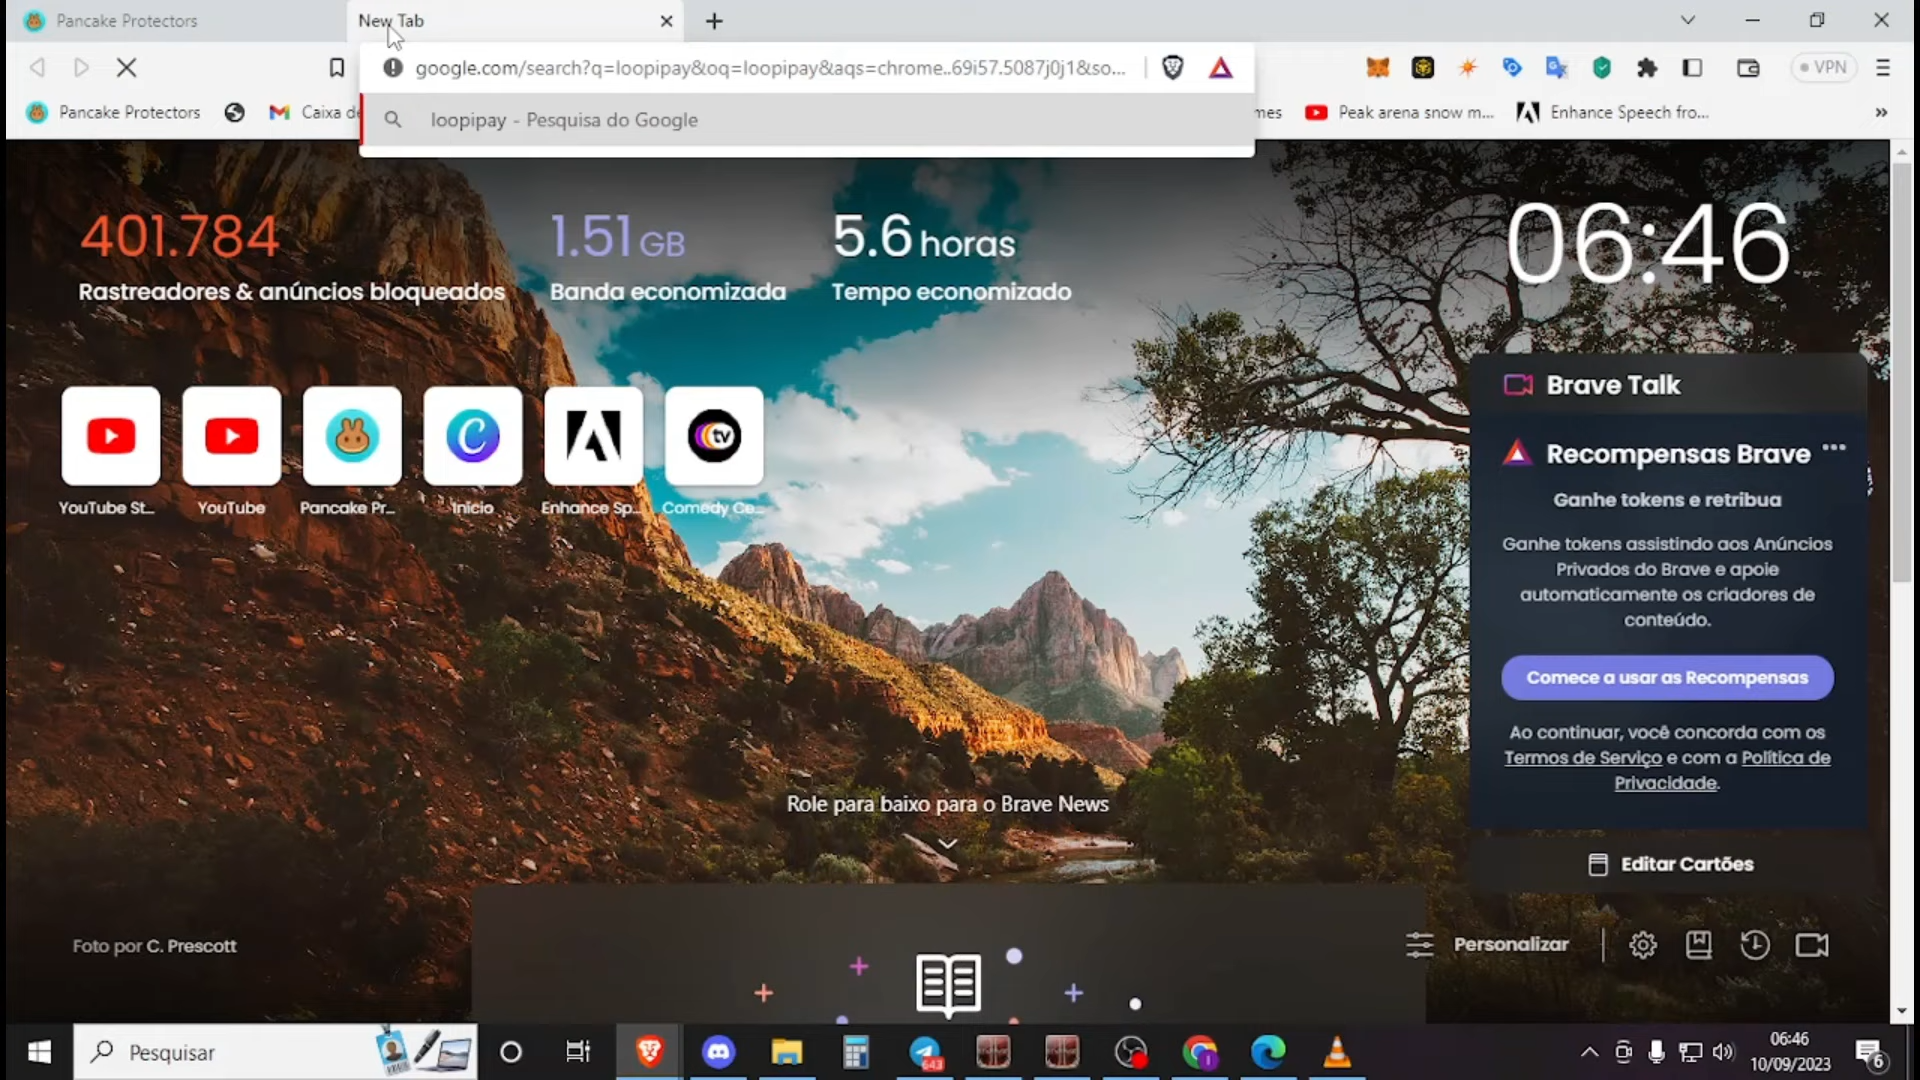 Pancake Protectors
New Tab
google.com/search?q=loopipay&oq=loopipay&aqs=chrome..69i57.5087j0j1&so...
VPN
Pancake Protectors
Caixa de
loopipay - Pesquisa do Google
mes
Peak arena snow m...
Enhance Speech fro...
401.784
Rastreadores & anúncios bloqueados
1.51 GB
Banda economizada
5.6 horas
Tempo economizado
06:46
YouTube St...
YouTube
Pancake Pr...
Início
Enhance Sp...
Comedy Ce...
tv
Brave Talk
Recompensas Brave
Ganhe tokens e retribua
Ganhe tokens assistindo aos Anúncios
Privados do Brave e apoie
automaticamente os criadores de
conteúdo.
Comece a usar as Recompensas
Ao continuar, você concorda com os
Termos de Serviço e com a Política de
Privacidade.
Role para baixo para o Brave News
Editar Cartões
Foto por C. Prescott
Personalizar
Pesquisar
643
06:46
10/09/2023
6